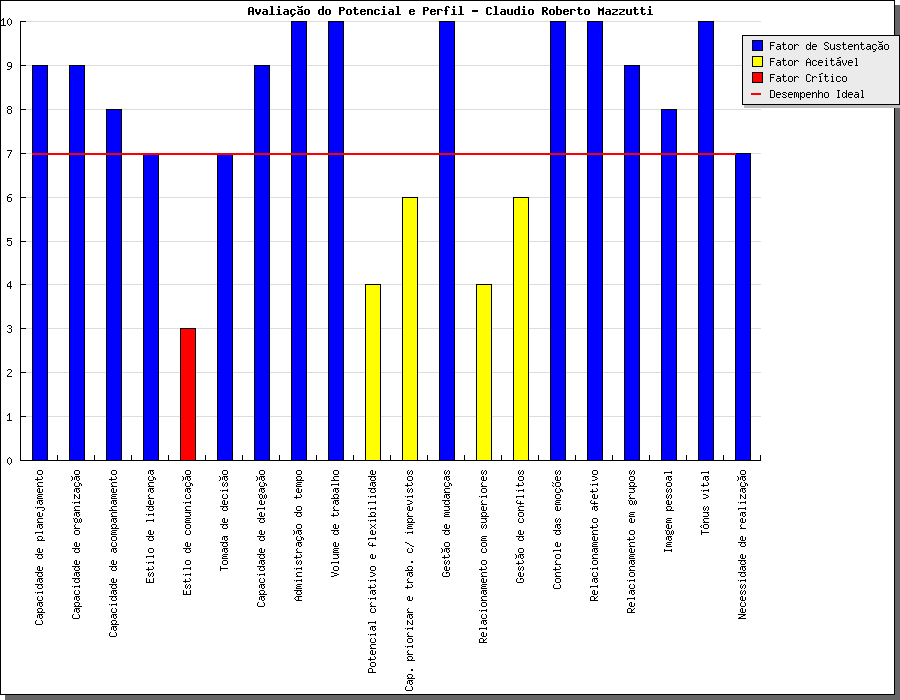 Avaliação do Potencial e Perfil - Claudio Roberto Mazzutti
Fator de Sustentação
Fator Aceitável
Fator Crítico
Desempenho Ideal
10
9
8
7
6
5
4
3
2
1
0
Capacidade de planejamento
Capacidade de organização
Capacidade de acompanhamento
Estilo de liderança
Estilo de comunicação
Tomada de decisão
Capacidade de delegação
Administração do tempo
Volume de trabalho
Potencial criativo e flexibilidade
Cap. priorizar e trab. c/ imprevistos
Gestão de mudanças
Relacionamento com superiores
Gestão de conflitos
Controle das emoções
Relacionamento afetivo
Relacionamento em grupos
Imagem pessoal
Tônus vital
Necessidade de realização